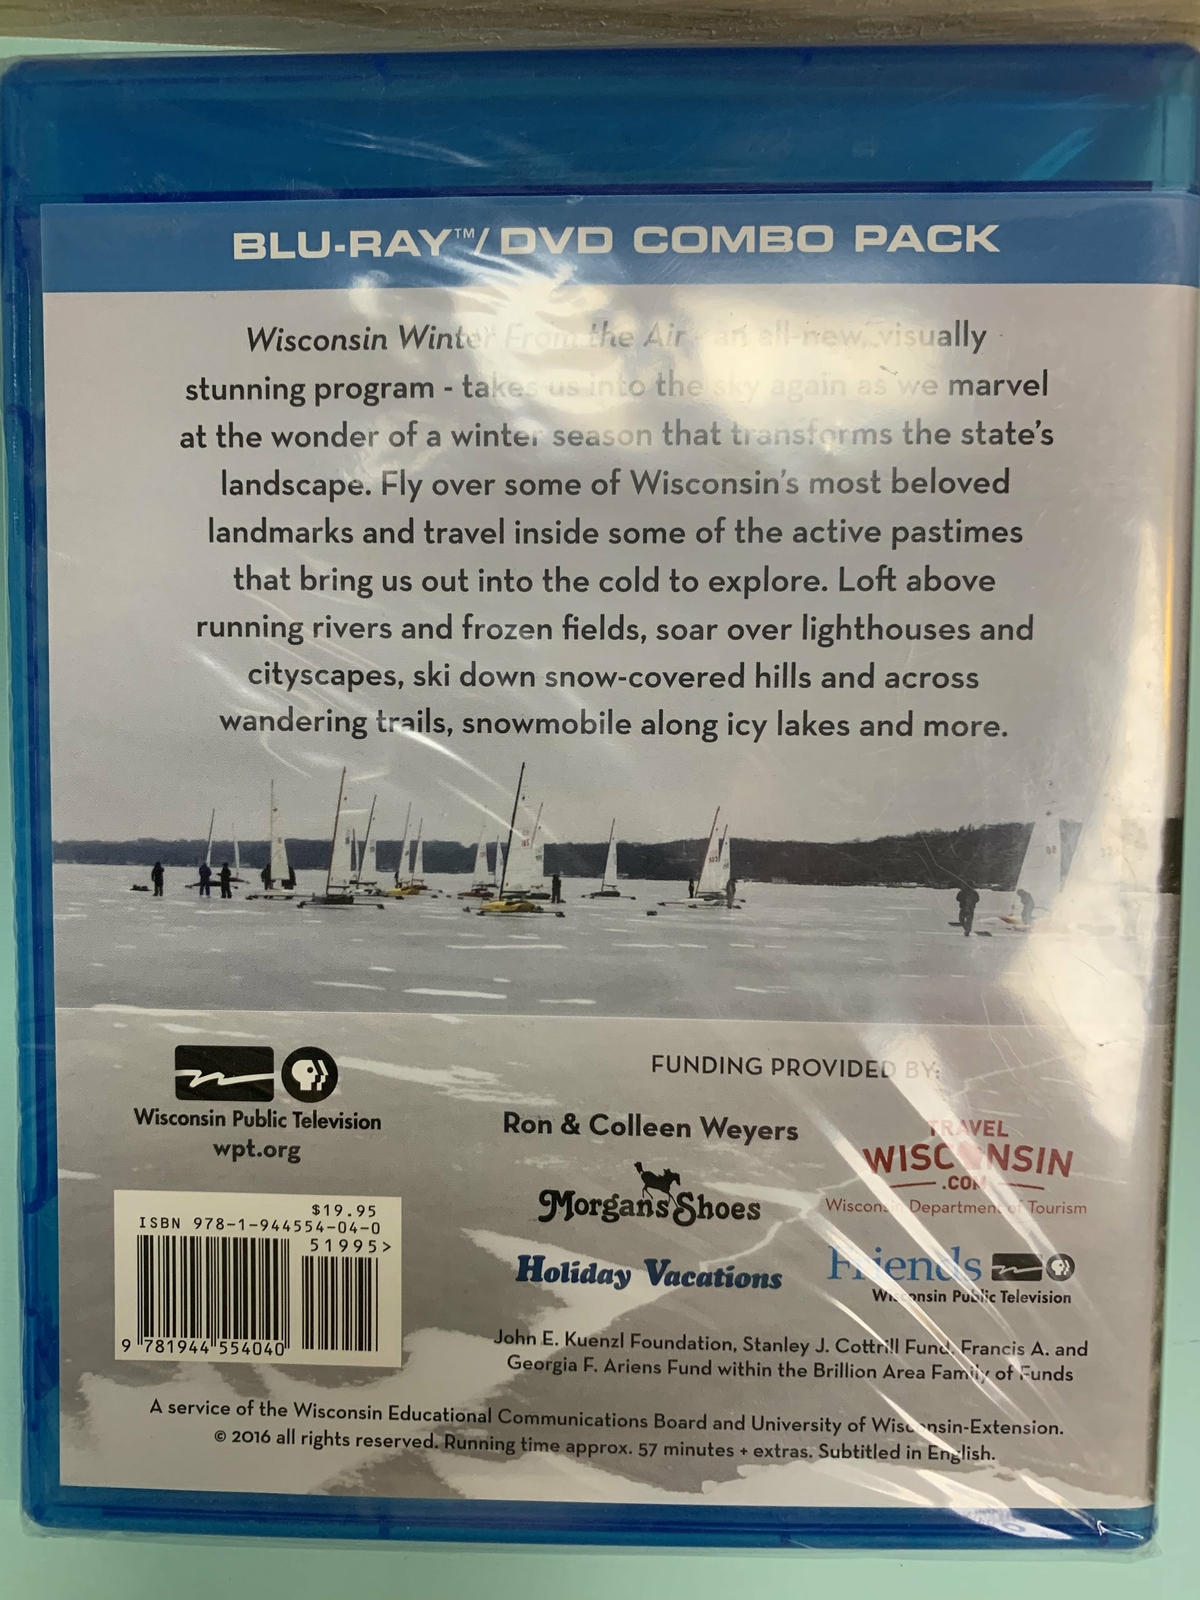 BLU-RAY™/ DVD COMBO PACK
Wisconsin Winter From the Air - an all-new, visually
stunning program - takes us into the sky again as we marvel
at the wonder of a winter season that transforms the state's
landscape. Fly over some of Wisconsin's most beloved
landmarks and travel inside some of the active pastimes
that bring us out into the cold to explore. Loft above
running rivers and frozen fields, soar over lighthouses and
cityscapes, ski down snow-covered hills and across
wandering trails, snowmobile along icy lakes and more.
Wisconsin Public Television
wpt.org
$19.95
ISBN 978-1-944554-04-0
51995>
9 781944 554040
FUNDING PROVIDED BY:
Ron & Colleen Weyers
Morgan's Shoes
Holiday Vacations
TRAVEL
WISCONSIN
.COM
Wisconsin Department of Tourism
Friends
Wisconsin Public Television
John E. Kuenzl Foundation, Stanley J. Cottrill Fund, Francis A. and
Georgia F. Ariens Fund within the Brillion Area Family of Funds
A service of the Wisconsin Educational Communications Board and University of Wisconsin-Extension.
© 2016 all rights reserved. Running time approx. 57 minutes + extras. Subtitled in English.